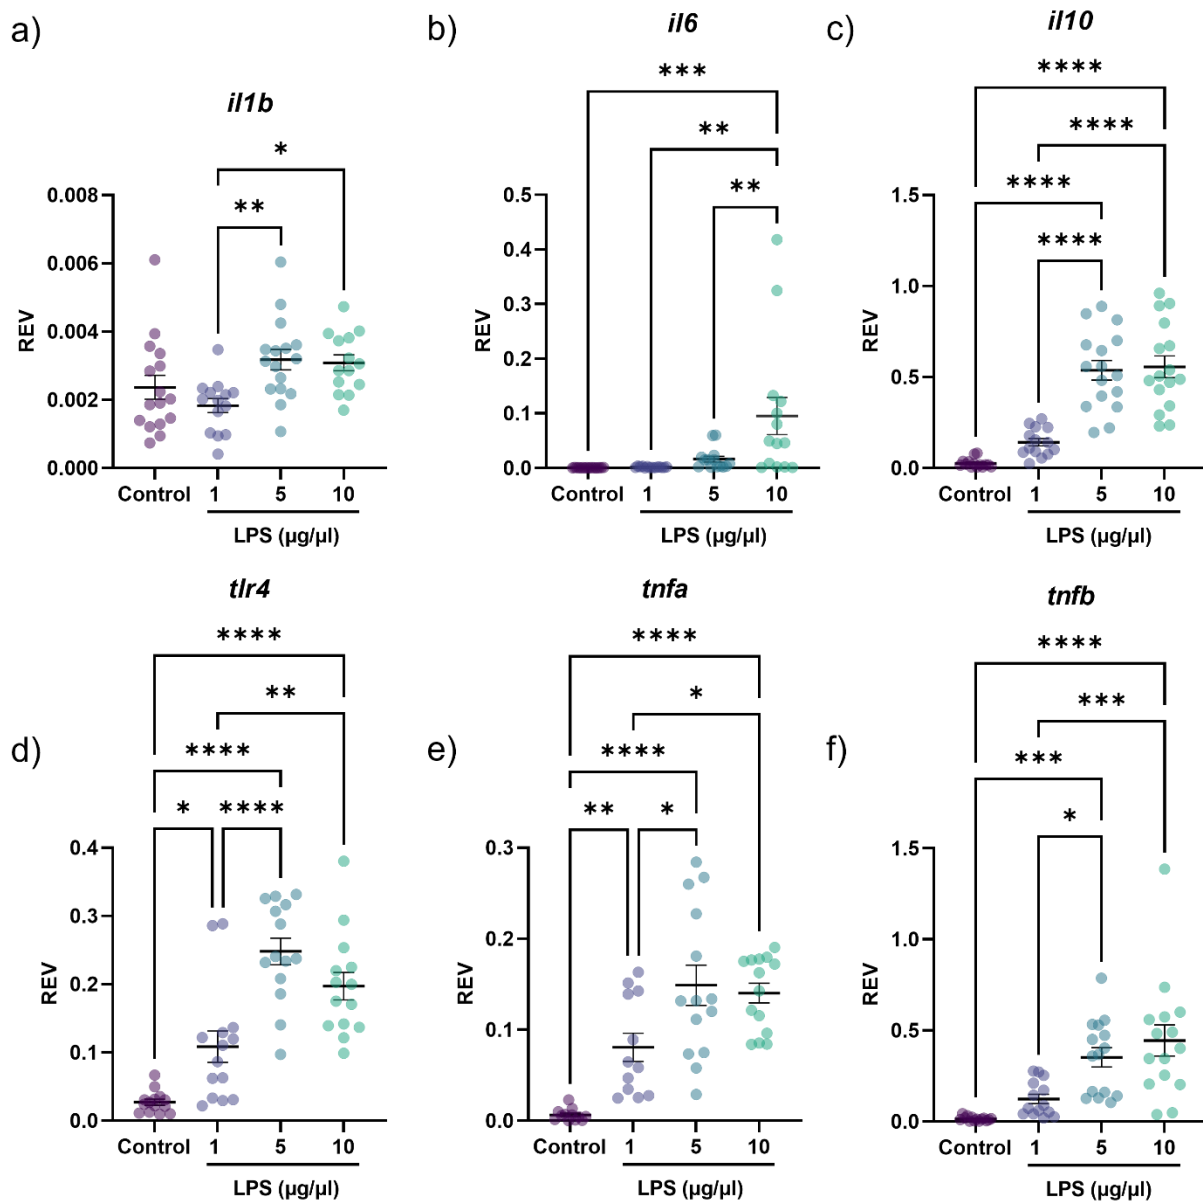 a)
il1b
*
**
0.008
0.006
0.004
0.002
0.000
REV
Control 1 5 10
LPS (µg/µl)
b)
il6
***
**
**
0.5
0.4
0.3
0.2
0.1
0.0
REV
Control 1 5 10
LPS (µg/µl)
c)
il10
****
****
****
****
1.5
1.0
0.5
0.0
REV
Control 1 5 10
LPS (µg/µl)
d)
tlr4
****
**
****
* ****
0.4
0.3
0.2
0.1
0.0
REV
Control 1 5 10
LPS (µg/µl)
e)
tnfa
****
*
****
** *
0.3
0.2
0.1
0.0
REV
Control 1 5 10
LPS (µg/µl)
f)
tnfb
****
***
***
*
1.5
1.0
0.5
0.0
REV
Control 1 5 10
LPS (µg/µl)